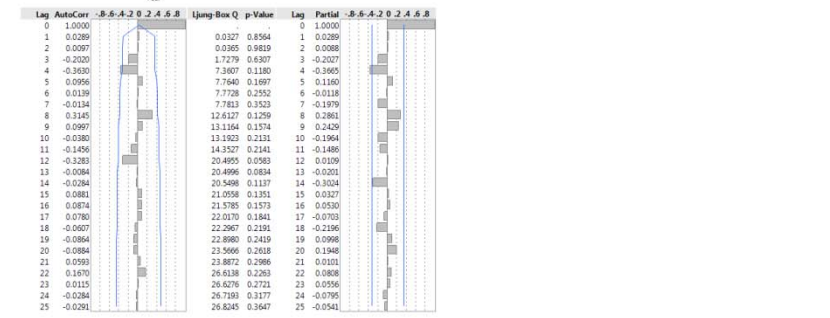 Lag AutoCorr -.8-.6-.4-.2 0 .2 .4 .6 .8 Ljung-Box Q p-Value Lag Partial -.8-.6-.4-.2 0 .2 .4 .6 .8
0 1.0000 . . 0 1.0000
1 0.0289 0.0327 0.8564 1 0.0289
2 0.0097 0.0365 0.9819 2 0.0088
3 -0.2020 1.7279 0.6307 3 -0.2027
4 -0.3630 7.3607 0.1180 4 -0.3665
5 0.0956 7.7640 0.1697 5 0.1160
6 0.0139 7.7728 0.2552 6 -0.0118
7 -0.0134 7.7813 0.3523 7 -0.1979
8 0.3145 12.6127 0.1259 8 0.2861
9 0.0997 13.1164 0.1574 9 0.2429
10 -0.0380 13.1923 0.2131 10 -0.1964
11 -0.1456 14.3527 0.2141 11 -0.1486
12 -0.3283 20.4955 0.0583 12 0.0109
13 -0.0084 20.4996 0.0834 13 -0.0201
14 -0.0284 20.5498 0.1137 14 -0.3024
15 0.0881 21.0558 0.1351 15 0.0327
16 0.0874 21.5785 0.1573 16 0.0530
17 0.0780 22.0170 0.1841 17 -0.0703
18 -0.0607 22.2967 0.2191 18 -0.2196
19 -0.0864 22.8980 0.2419 19 0.0998
20 -0.0884 23.5666 0.2618 20 0.1948
21 0.0593 23.8872 0.2986 21 0.0101
22 0.1670 26.6138 0.2263 22 0.0808
23 0.0115 26.6276 0.2721 23 0.0556
24 -0.0284 26.7193 0.3177 24 -0.0795
25 -0.0291 26.8245 0.3647 25 -0.0541